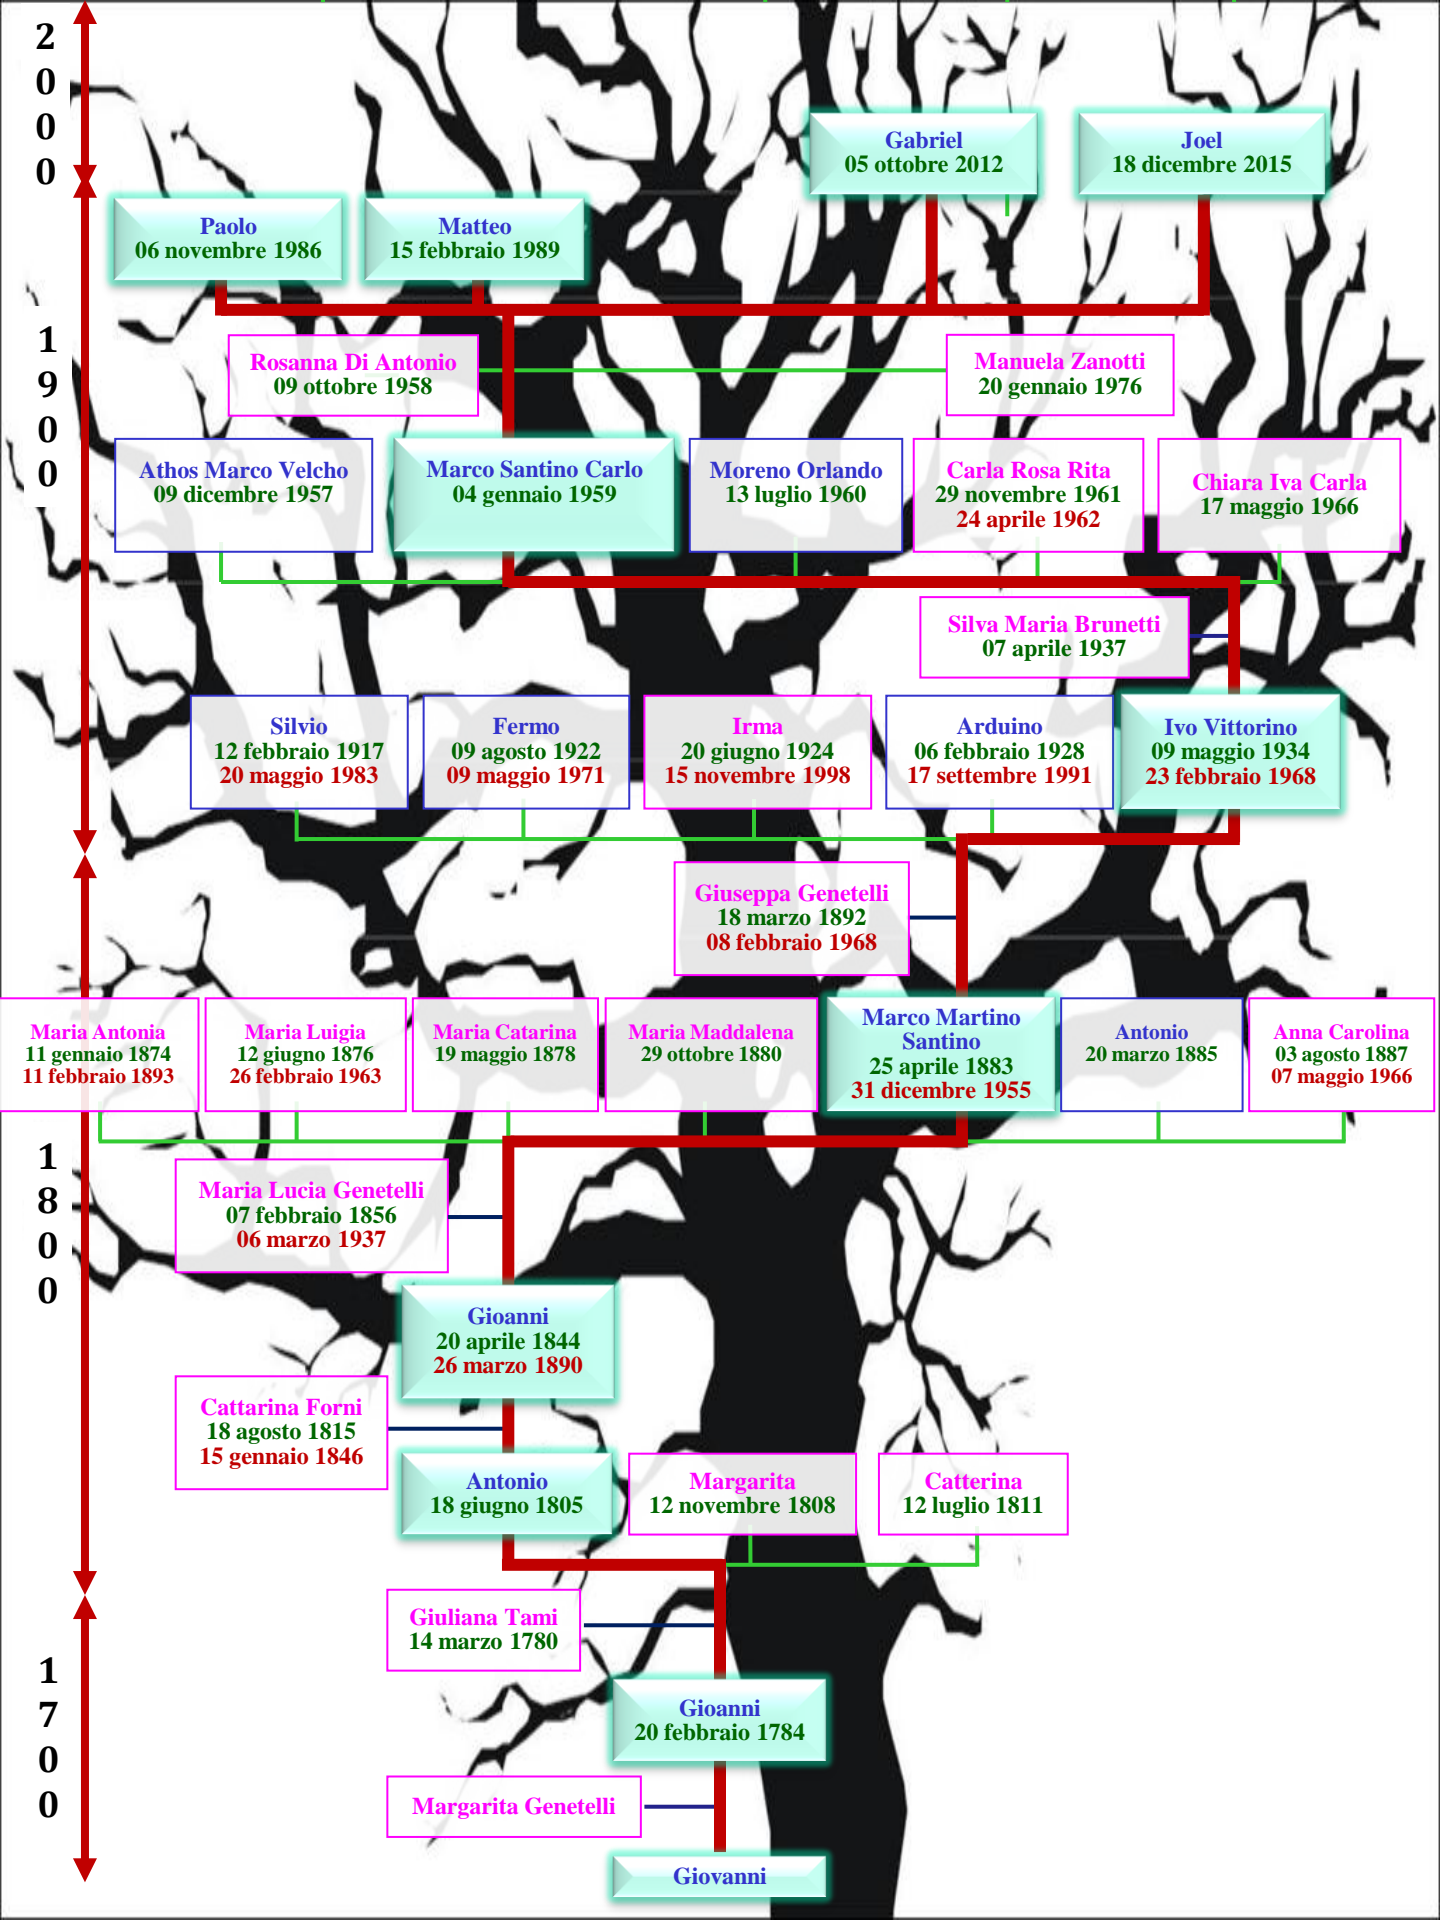 2
0
0
0
Gabriel
05 ottobre 2012
Joel
18 dicembre 2015
Paolo
06 novembre 1986
Matteo
15 febbraio 1989
1
9
0
0
Rosanna Di Antonio
09 ottobre 1958
Manuela Zanotti
20 gennaio 1976
Athos Marco Velcho
09 dicembre 1957
Marco Santino Carlo
04 gennaio 1959
Moreno Orlando
13 luglio 1960
Carla Rosa Rita
29 novembre 1961
24 aprile 1962
Chiara Iva Carla
17 maggio 1966
Silva Maria Brunetti
07 aprile 1937
Silvio
12 febbraio 1917
20 maggio 1983
Fermo
09 agosto 1922
09 maggio 1971
Irma
20 giugno 1924
15 novembre 1998
Arduino
06 febbraio 1928
17 settembre 1991
Ivo Vittorino
09 maggio 1934
23 febbraio 1968
Giuseppa Genetelli
18 marzo 1892
08 febbraio 1968
Maria Antonia
11 gennaio 1874
11 febbraio 1893
Maria Luigia
12 giugno 1876
26 febbraio 1963
Maria Catarina
19 maggio 1878
Maria Maddalena
29 ottobre 1880
Marco Martino
Santino
25 aprile 1883
31 dicembre 1955
Antonio
20 marzo 1885
Anna Carolina
03 agosto 1887
07 maggio 1966
1
8
0
0
Maria Lucia Genetelli
07 febbraio 1856
06 marzo 1937
Gioanni
20 aprile 1844
26 marzo 1890
Cattarina Forni
18 agosto 1815
15 gennaio 1846
Antonio
18 giugno 1805
Margarita
12 novembre 1808
Catterina
12 luglio 1811
Giuliana Tami
14 marzo 1780
1
7
0
0
Gioanni
20 febbraio 1784
Margarita Genetelli
Giovanni